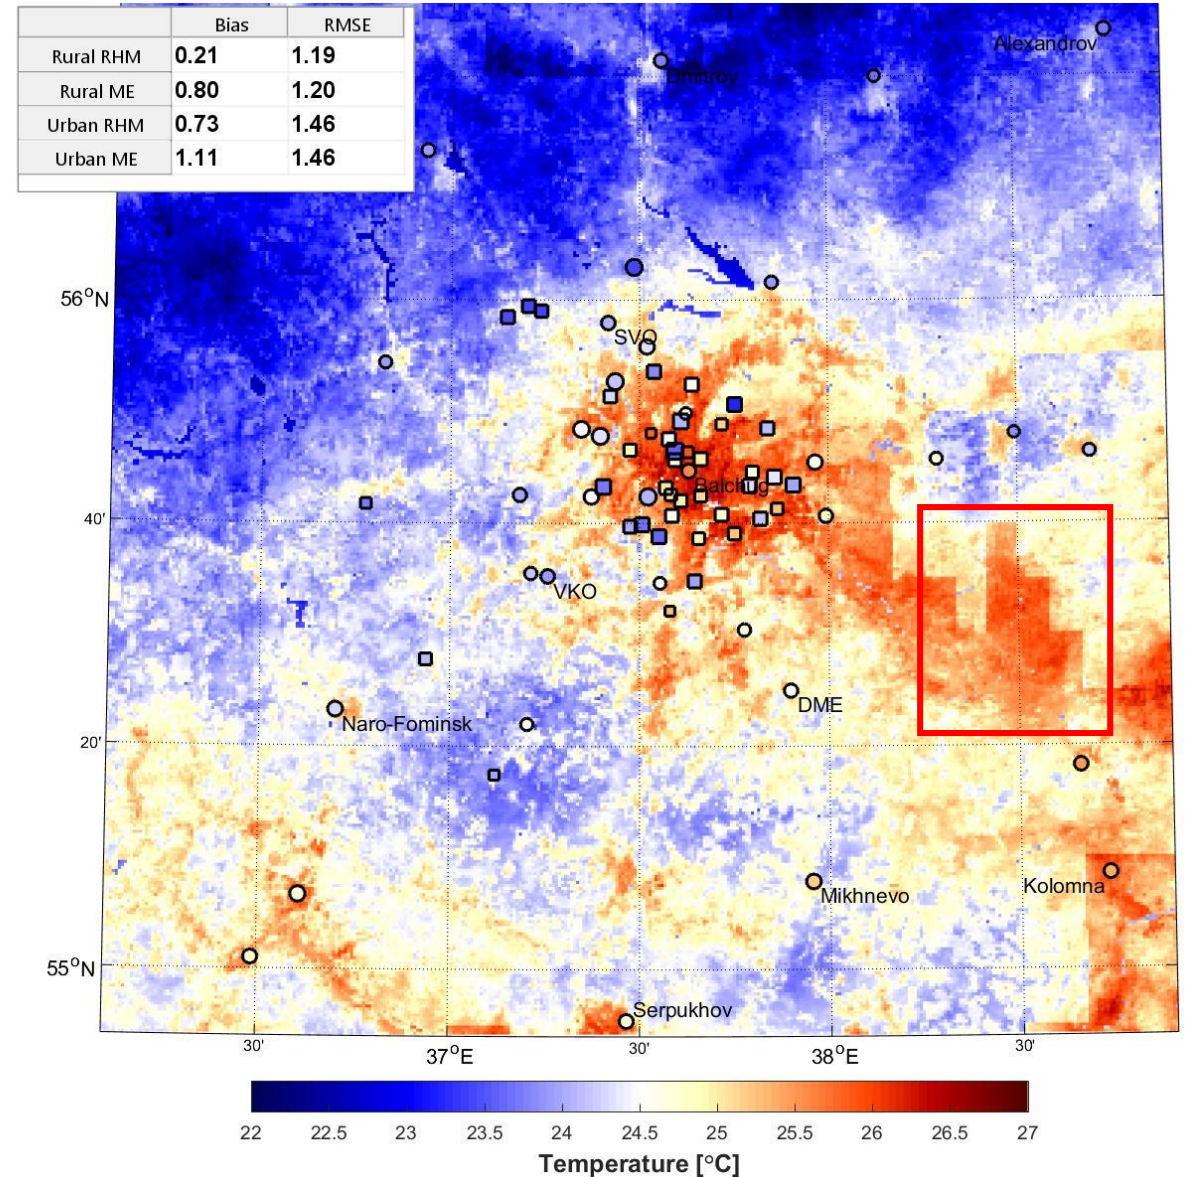 Bias RMSE
Rural RHM 0.21 1.19
Rural ME 0.80 1.20
Urban RHM 0.73 1.46
Urban ME 1.11 1.46
Alexandrov
Dmitrov
56°N
SVO
Balchug
40'
VKO
DME
Naro-Fominsk
20'
Mikhnevo
Kolomna
55°N
Serpukhov
30' 37°E 30' 38°E 30'
22 22.5 23 23.5 24 24.5 25 25.5 26 26.5 27
Temperature [°C]